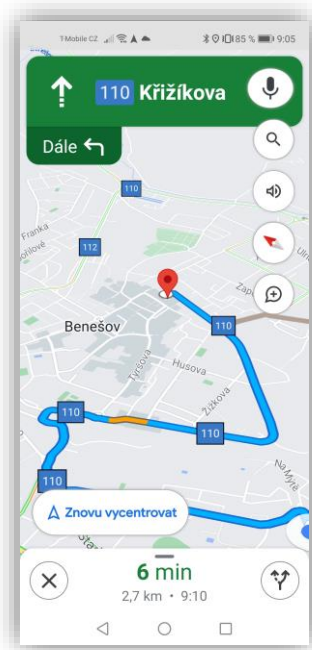 T-Mobile CZ 85 % 9:05
110 Křižíkova
Dále
110
112
Franka
Benešov
110
Tyršova
Husova
Žižkova
110
110
Na Mýtě
110
Znovu vycentrovat
6 min
2,7 km • 9:10